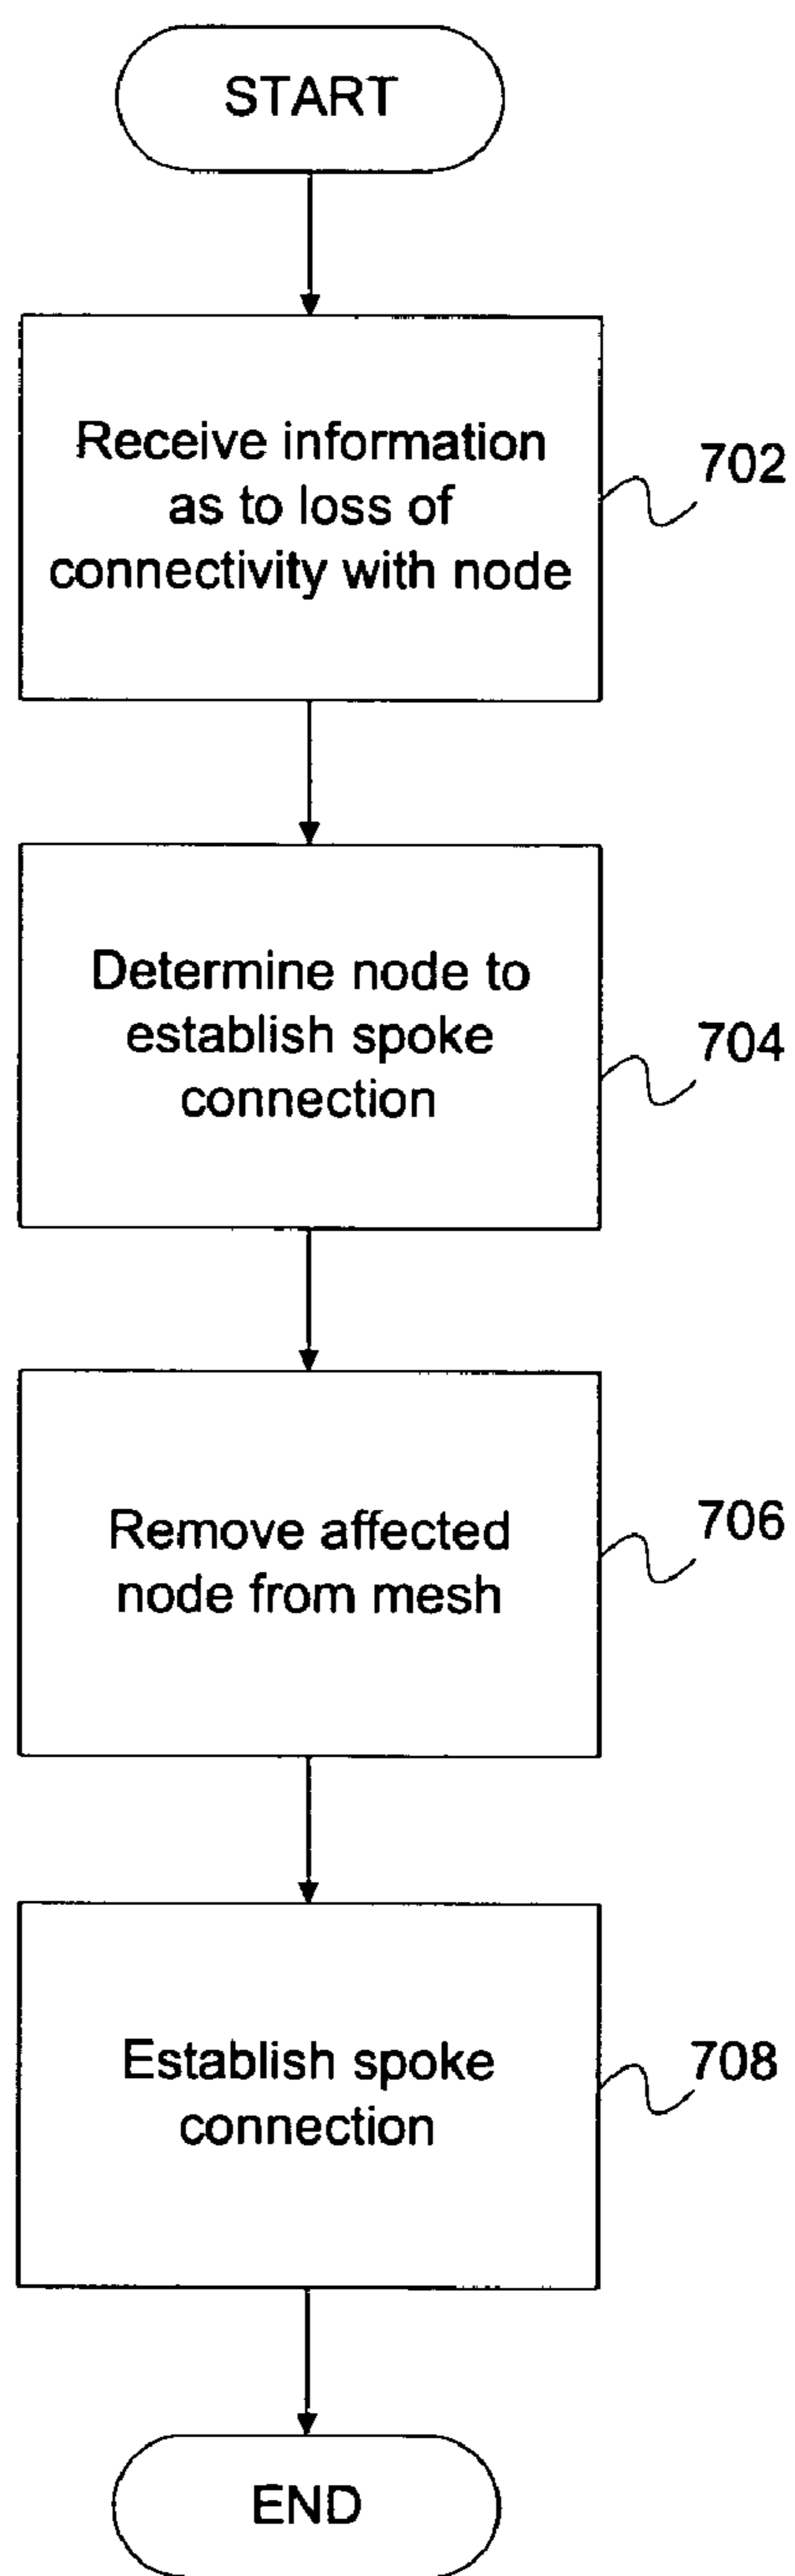 START
Receive information
as to loss of
connectivity with node
702
Determine node to
establish spoke
connection
704
Remove affected
node from mesh
706
Establish spoke
connection
708
END